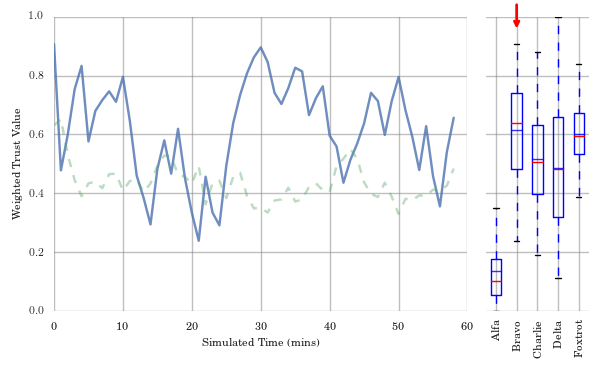 1.0
0.8
0.6
0.4
0.2
0.0
Weighted Trust Value
0 10 20 30 40 50 60
Simulated Time (mins)
Alfa
Bravo
Charlie
Delta
Foxtrot